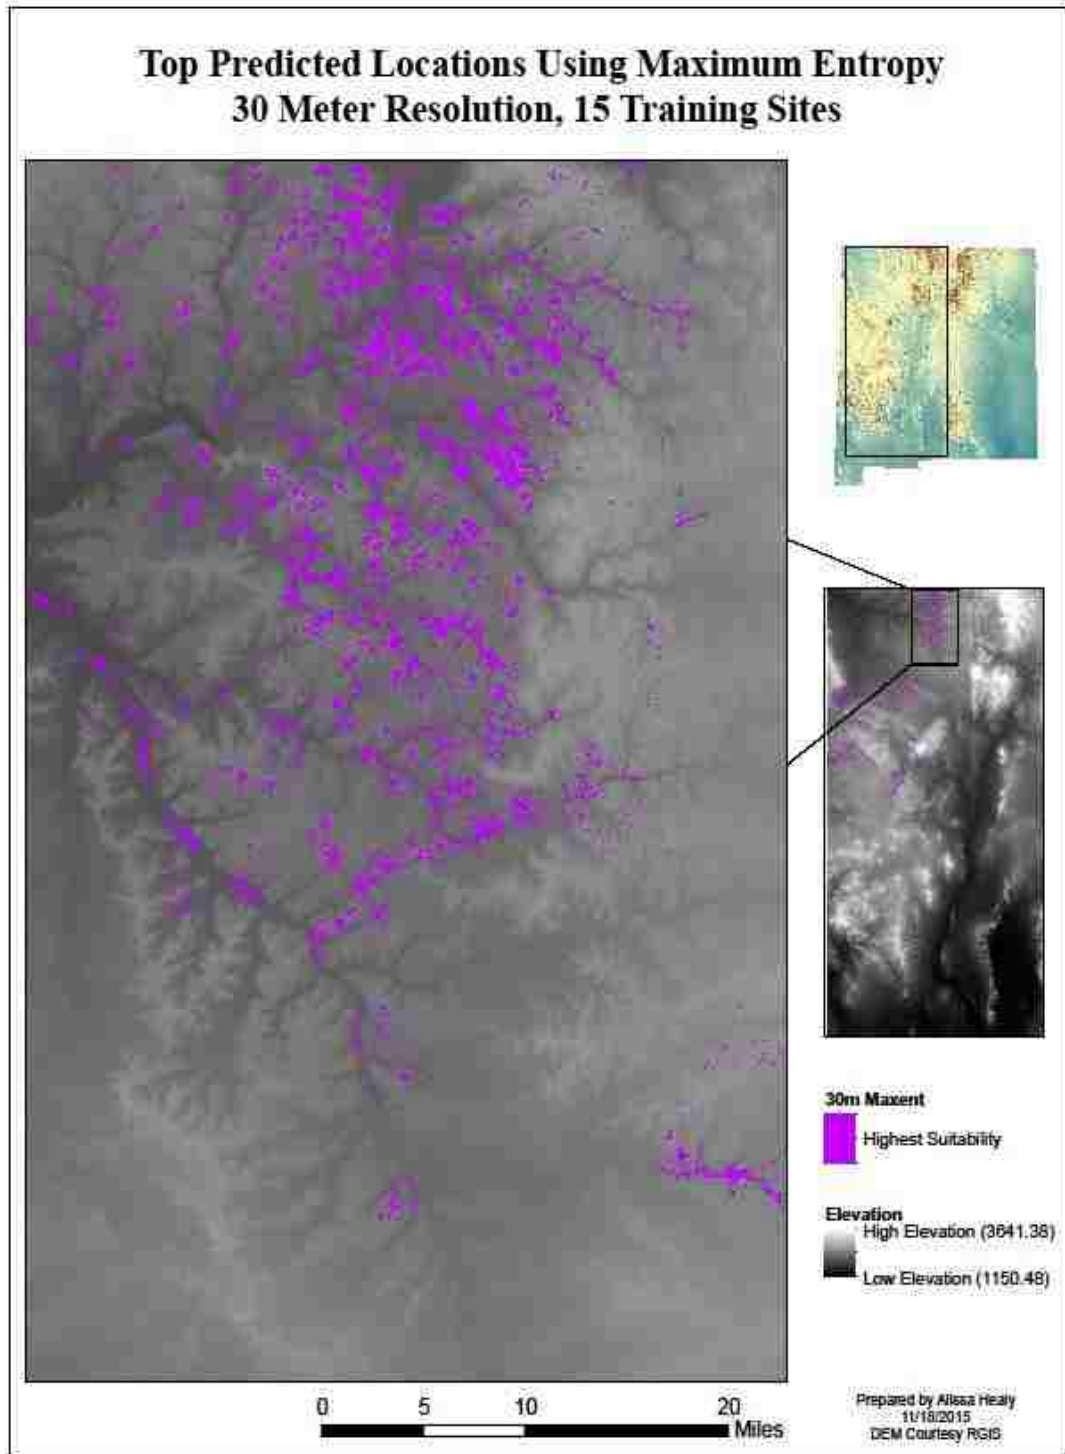 Top Predicted Locations Using Maximum Entropy
30 Meter Resolution, 15 Training Sites
30m Maxent
Highest Suitability
Elevation
High Elevation (3641.38)
Low Elevation (1150.48)
0 5 10 20
Miles
Prepared by Alissa Healy
11/18/2015
DEM Courtesy RGIS